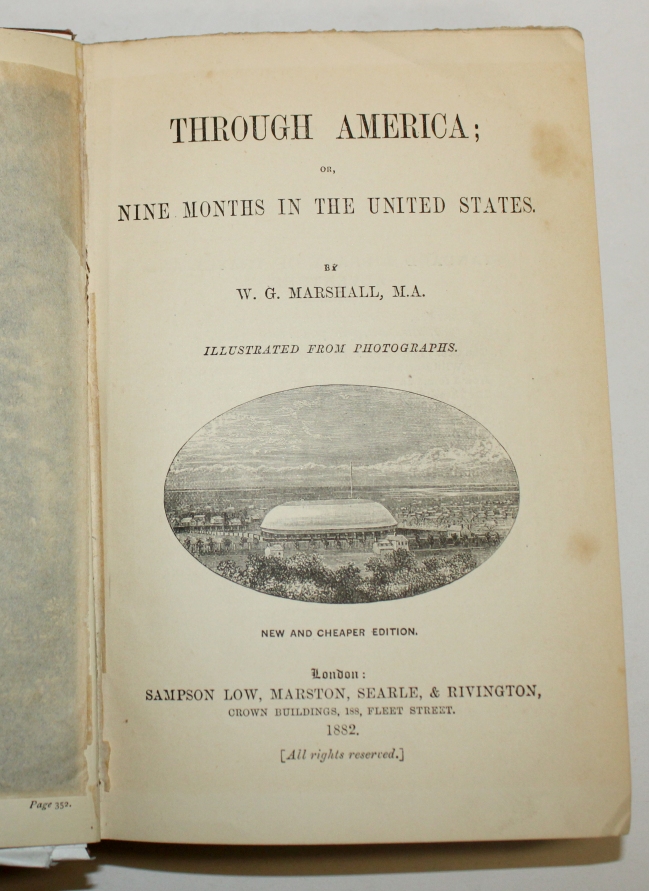 THROUGH AMERICA;
OR,
NINE MONTHS IN THE UNITED STATES.
BY
W. G. MARSHALL, M.A.
ILLUSTRATED FROM PHOTOGRAPHS.
NEW AND CHEAPER EDITION.
London:
SAMPSON LOW, MARSTON, SEARLE, & RIVINGTON,
CROWN BUILDINGS, 188, FLEET STREET.
1882.
[All rights reserved.]
Page 352.